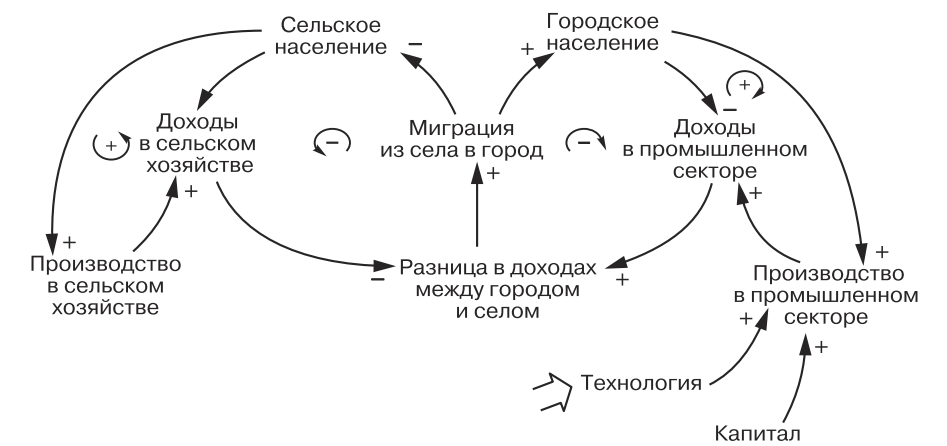 Сельское
население
Городское
население
−
+
−
+
Доходы
в сельском
хозяйстве
+
+
Миграция
из села в город
−
−
+
Доходы
в промышленном
секторе
+
+
Производство
в сельском
хозяйстве
−
Разница в доходах
между городом
и селом
+
+
Производство
в промышленном
секторе
+
Технология
+
Капитал